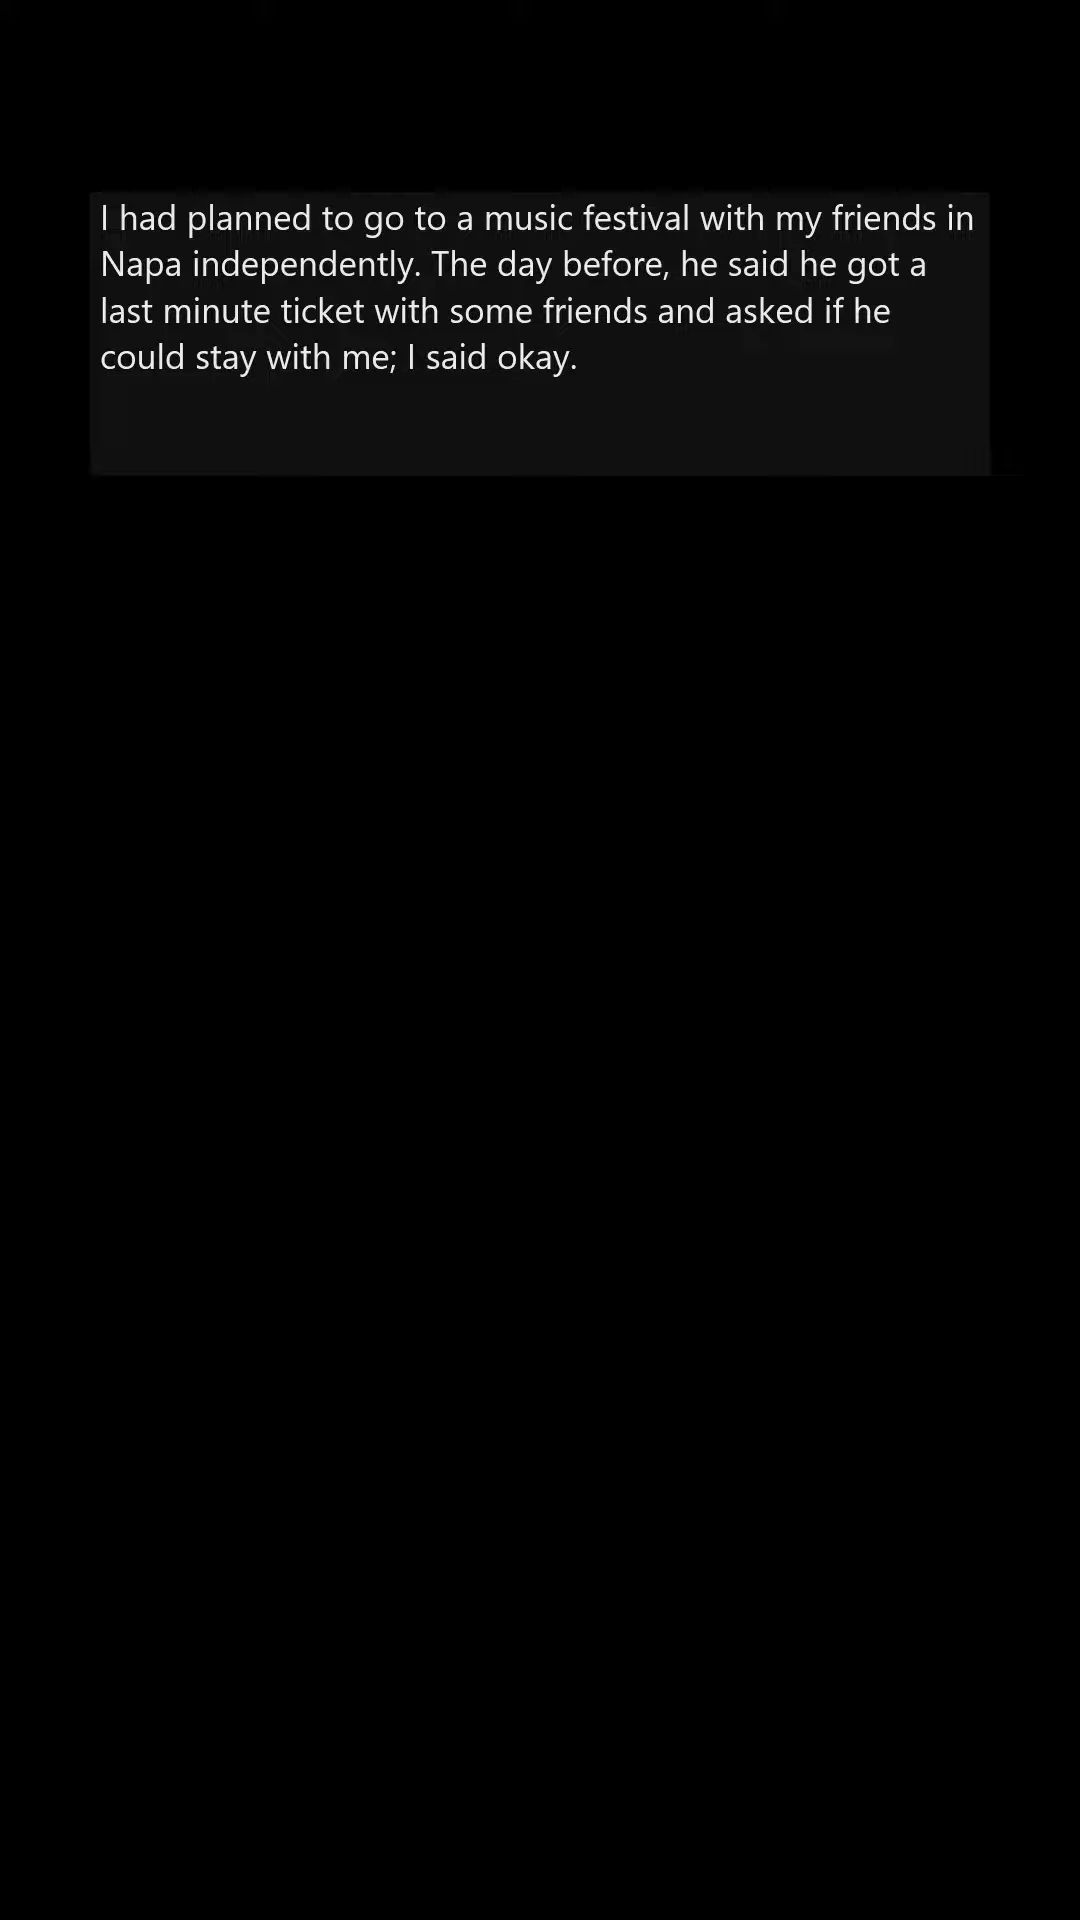 I had planned to go to a music festival with my friends in
Napa independently. The day before, he said he got a
last minute ticket with some friends and asked if he
could stay with me; I said okay.